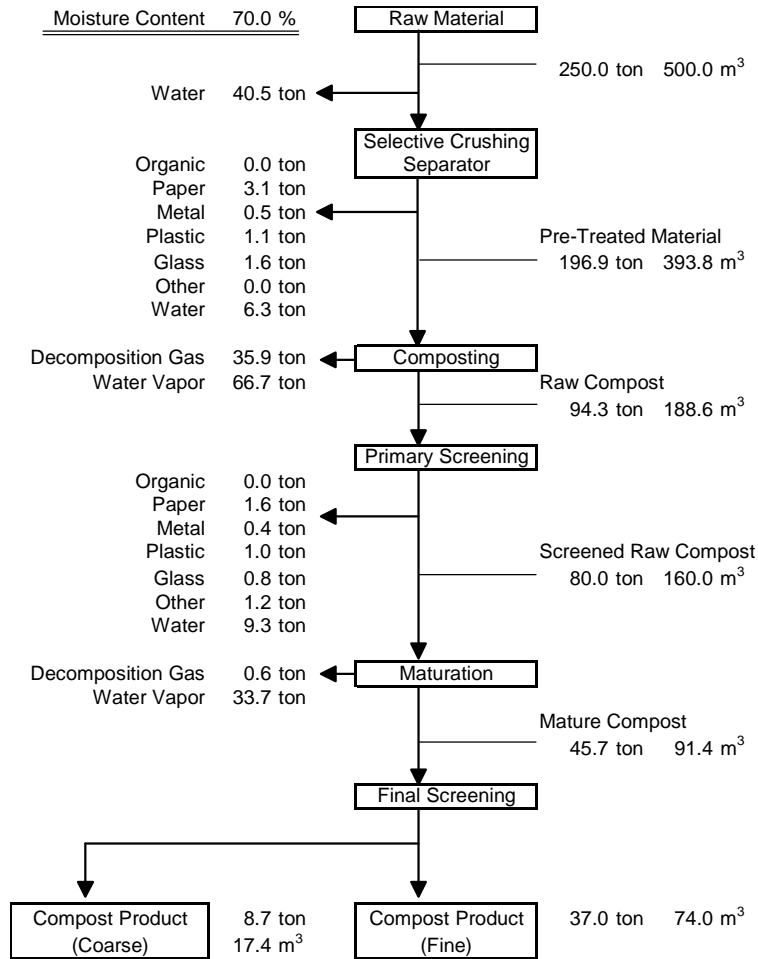 Moisture Content 70.0 %
Raw Material
250.0 ton 500.0 m³
Water 40.5 ton
Selective Crushing
Separator
Organic 0.0 ton
Paper 3.1 ton
Metal 0.5 ton
Plastic 1.1 ton
Glass 1.6 ton
Other 0.0 ton
Water 6.3 ton
Pre-Treated Material
196.9 ton 393.8 m³
Decomposition Gas 35.9 ton
Water Vapor 66.7 ton
Composting
Raw Compost
94.3 ton 188.6 m³
Primary Screening
Organic 0.0 ton
Paper 1.6 ton
Metal 0.4 ton
Plastic 1.0 ton
Glass 0.8 ton
Other 1.2 ton
Water 9.3 ton
Screened Raw Compost
80.0 ton 160.0 m³
Decomposition Gas 0.6 ton
Water Vapor 33.7 ton
Maturation
Mature Compost
45.7 ton 91.4 m³
Final Screening
Compost Product
(Coarse)
8.7 ton
17.4 m³
Compost Product
(Fine)
37.0 ton 74.0 m³